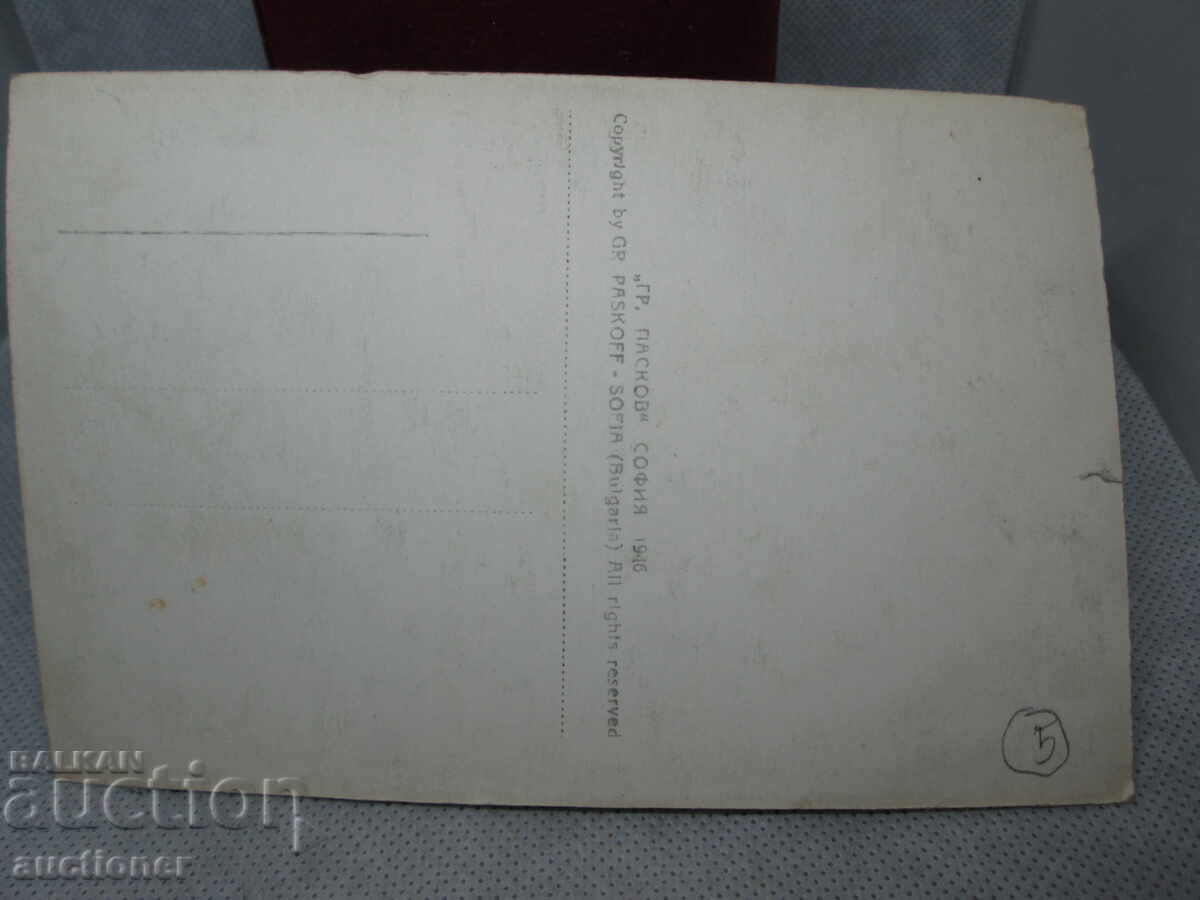 „ГР. ПАСКОВ“ СОФИЯ 1946
Copyright by GR. PASKOFF - SOFIA (Bulgaria) All rights reserved
5
BALKAN
auction
auctioner